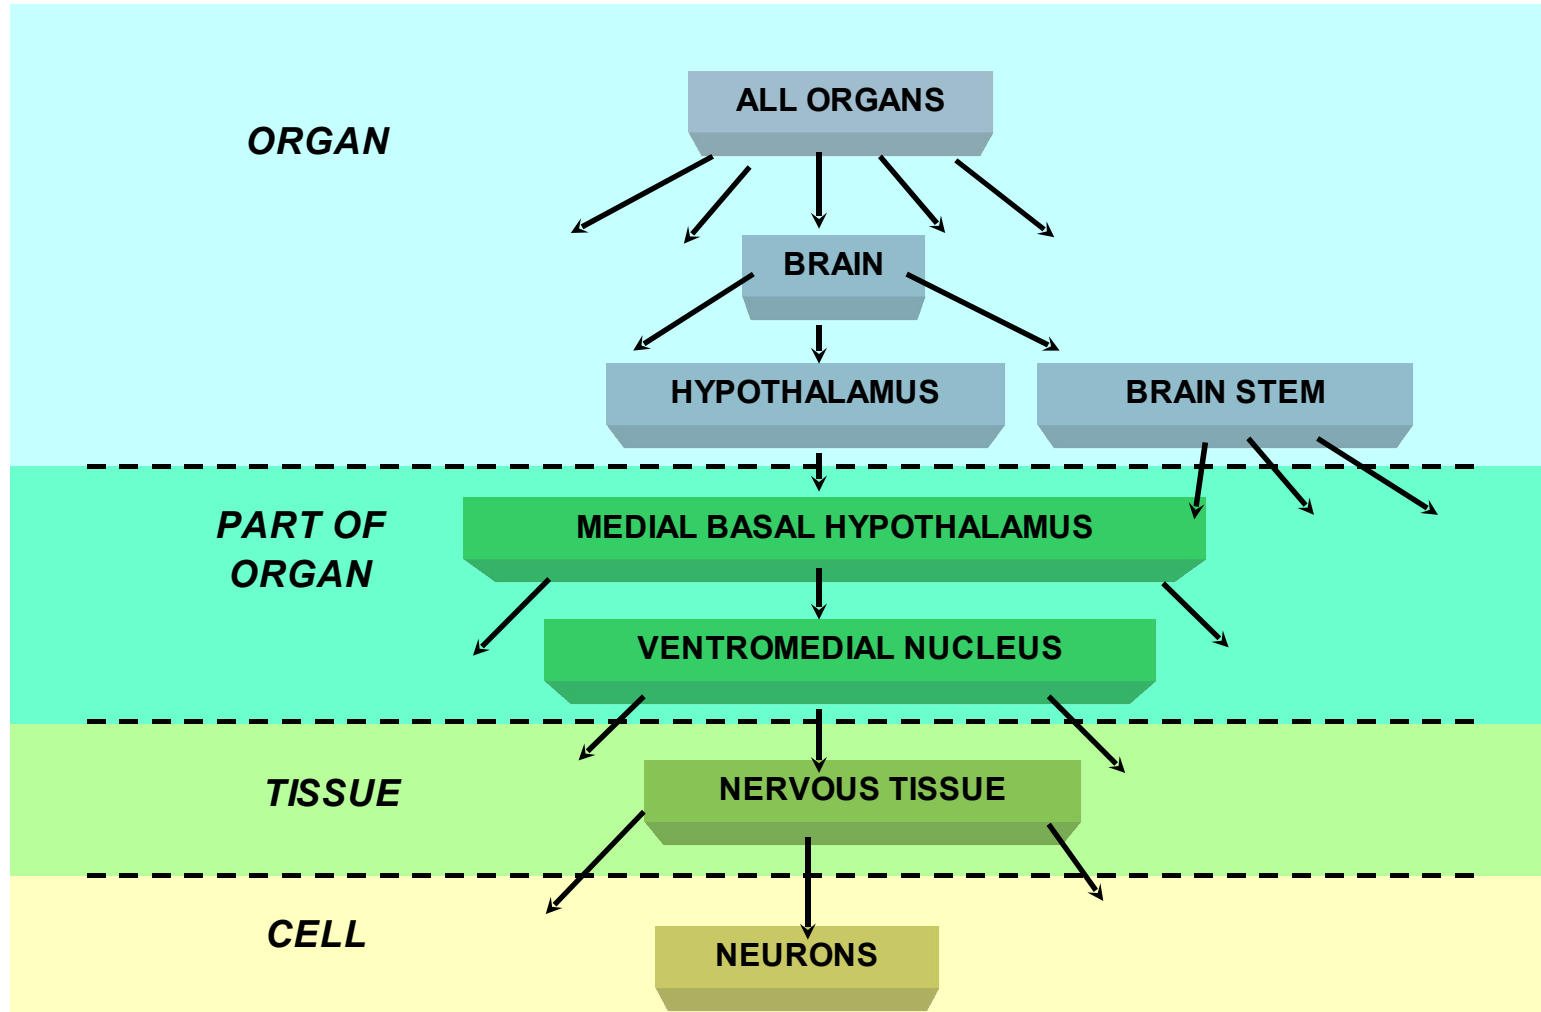 ALL ORGANS
ORGAN
BRAIN
HYPOTHALAMUS
BRAIN STEM
PART OF
ORGAN
MEDIAL BASAL HYPOTHALAMUS
VENTROMEDIAL NUCLEUS
TISSUE
NERVOUS TISSUE
CELL
NEURONS